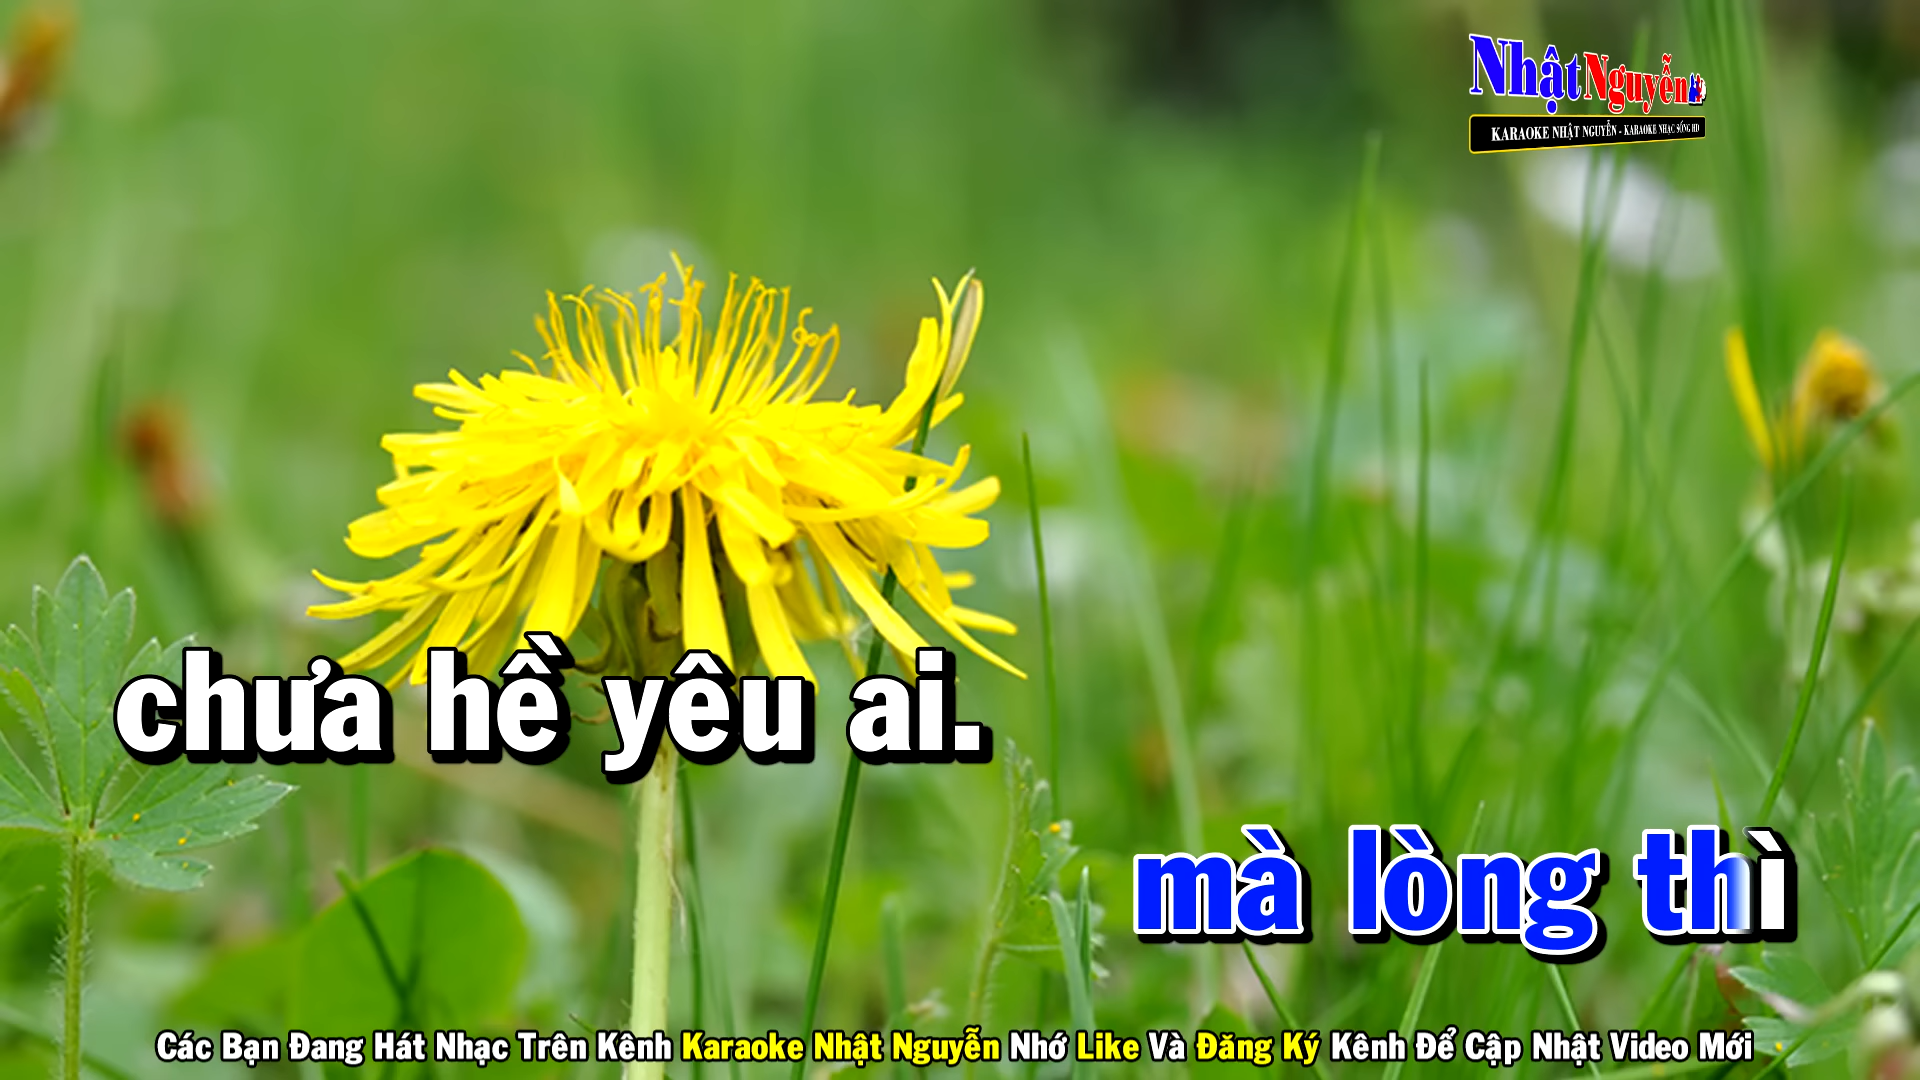 Nhật Nguyễn
KARAOKE NHẬT NGUYỄN - KARAOKE NHẠC SỐNG HD
chưa hề yêu ai.
mà lòng thì
Các Bạn Đang Hát Nhạc Trên Kênh Karaoke Nhật Nguyễn Nhớ Like Và Đăng Ký Kênh Để Cập Nhật Video Mới